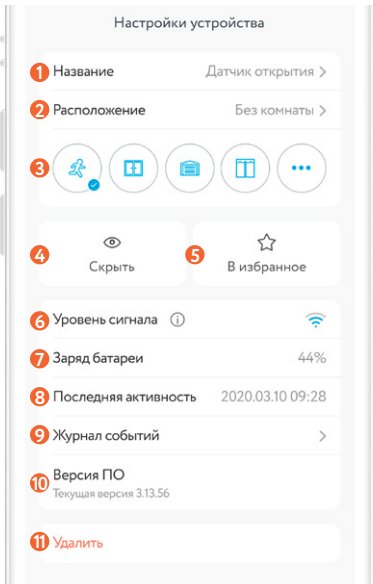 Настройки устройства
1 Название Датчик открытия >
2 Расположение Без комнаты >
3
4 Скрыть
5 В избранное
6 Уровень сигнала i
7 Заряд батареи 44%
8 Последняя активность 2020.03.10 09:28
9 Журнал событий >
10 Версия ПО
Текущая версия 3.13.56
11 Удалить